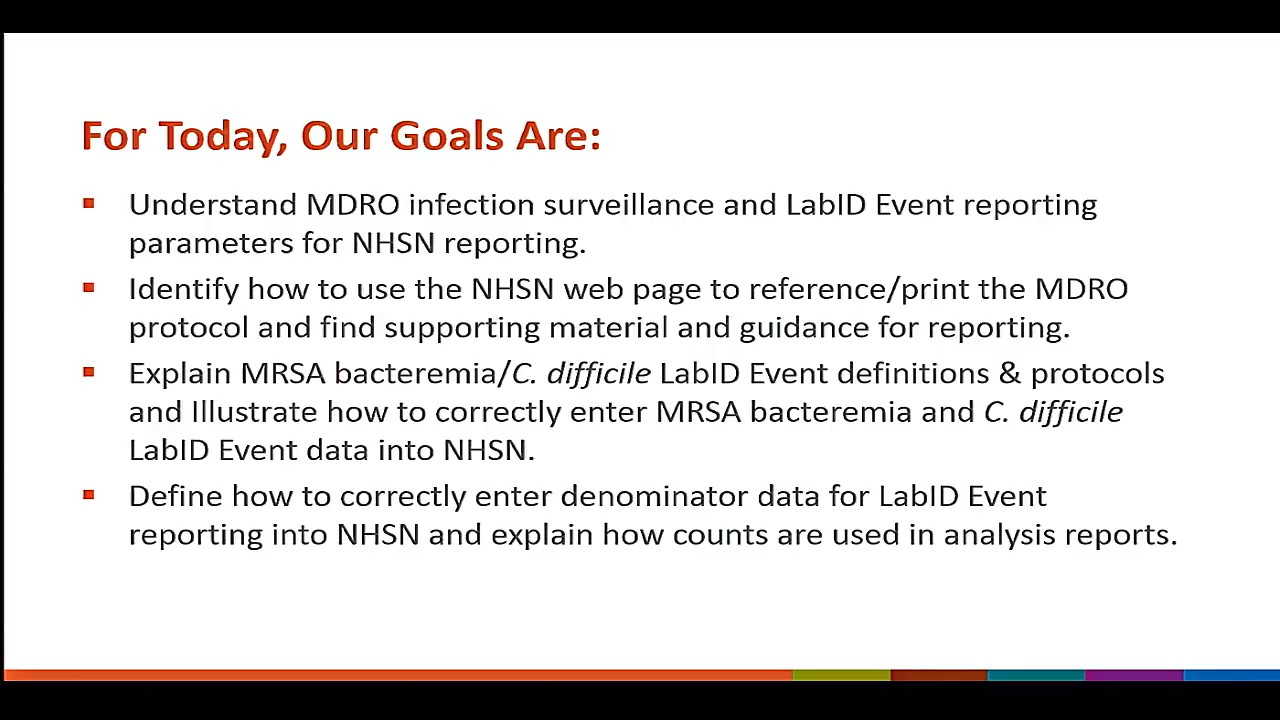 For Today, Our Goals Are:
▪ Understand MDRO infection surveillance and LabID Event reporting
parameters for NHSN reporting.
▪ Identify how to use the NHSN web page to reference/print the MDRO
protocol and find supporting material and guidance for reporting.
▪ Explain MRSA bacteremia/C. difficile LabID Event definitions & protocols
and Illustrate how to correctly enter MRSA bacteremia and C. difficile
LabID Event data into NHSN.
▪ Define how to correctly enter denominator data for LabID Event
reporting into NHSN and explain how counts are used in analysis reports.